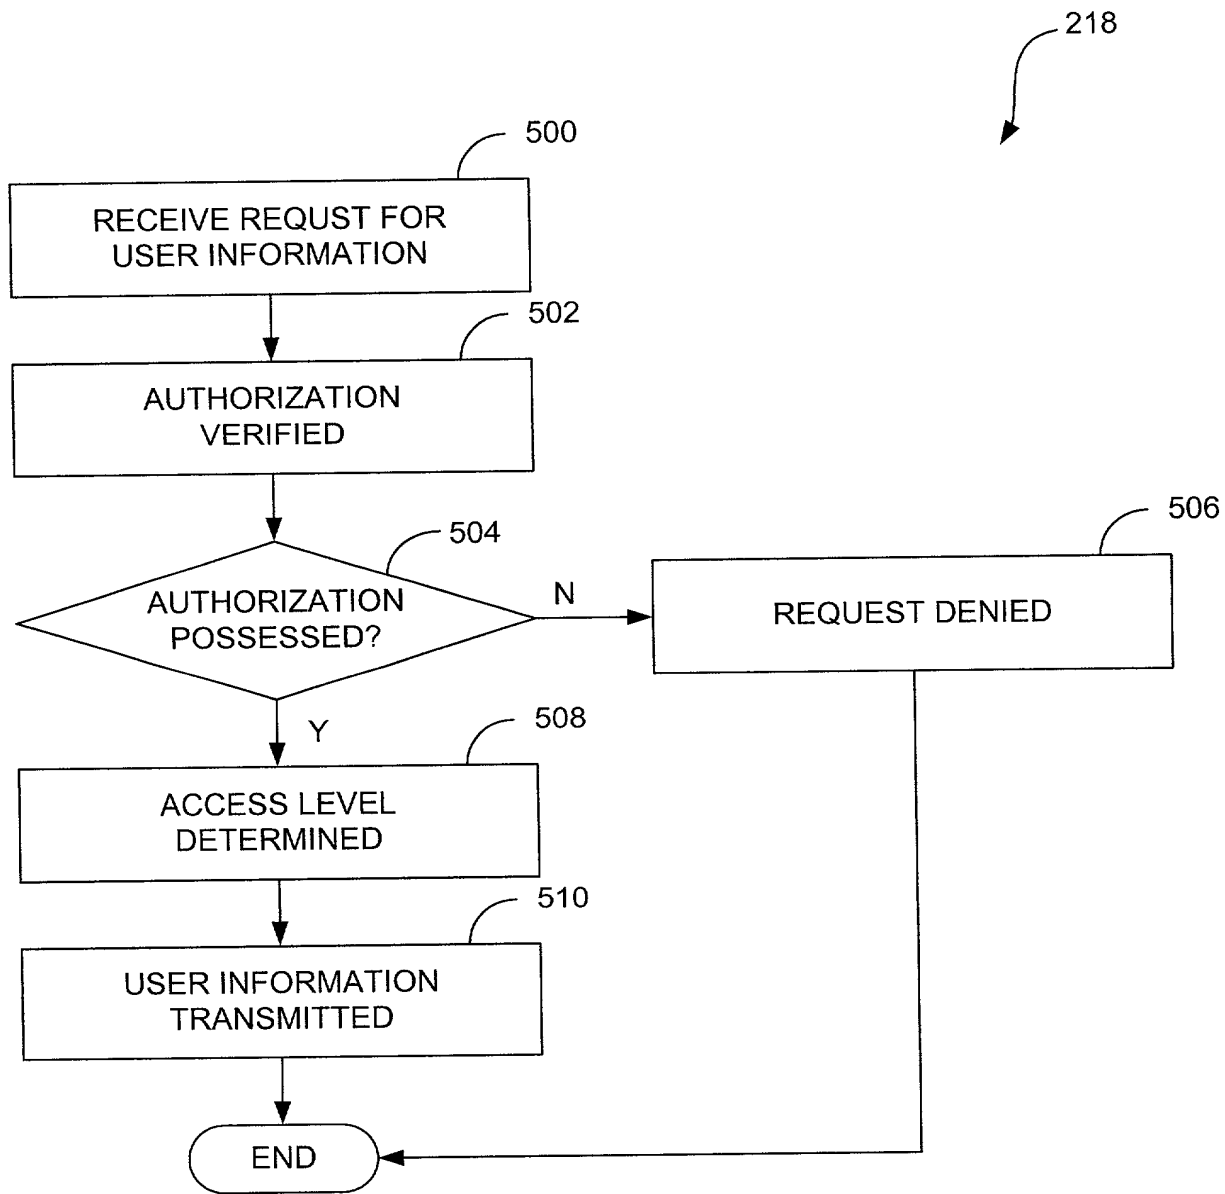 218
500
RECEIVE REQUST FOR
USER INFORMATION
502
AUTHORIZATION
VERIFIED
504
AUTHORIZATION
POSSESSED?
N
506
REQUEST DENIED
Y
508
ACCESS LEVEL
DETERMINED
510
USER INFORMATION
TRANSMITTED
END